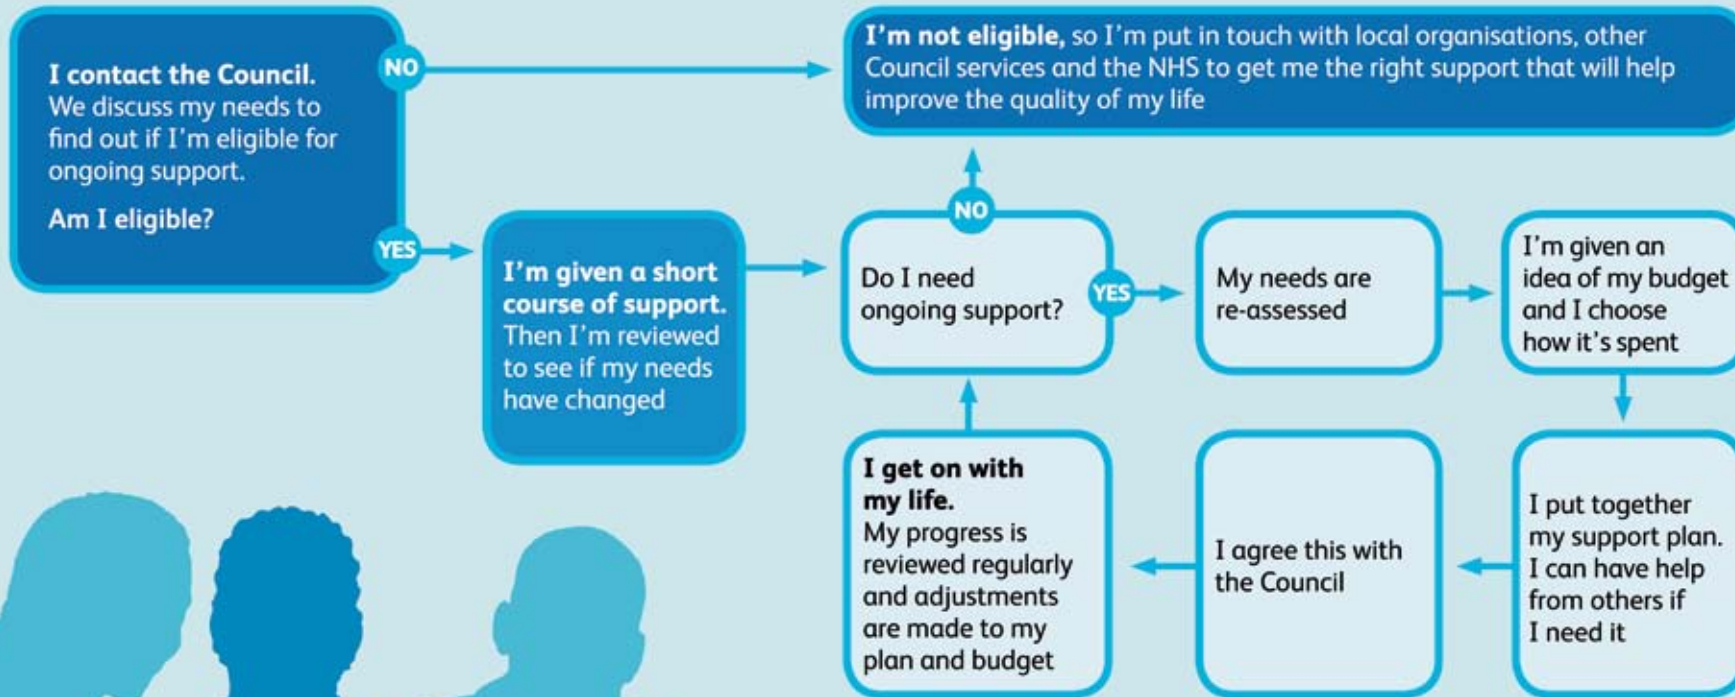 I contact the Council.
We discuss my needs to
find out if I'm eligible for
ongoing support.
Am I eligible?
NO
YES
I'm not eligible, so I'm put in touch with local organisations, other
Council services and the NHS to get me the right support that will help
improve the quality of my life
I'm given a short
course of support.
Then I'm reviewed
to see if my needs
have changed
NO
Do I need
ongoing support?
YES
My needs are
re-assessed
I'm given an
idea of my budget
and I choose
how it's spent
I put together
my support plan.
I can have help
from others if
I need it
I agree this with
the Council
I get on with
my life.
My progress is
reviewed regularly
and adjustments
are made to my
plan and budget